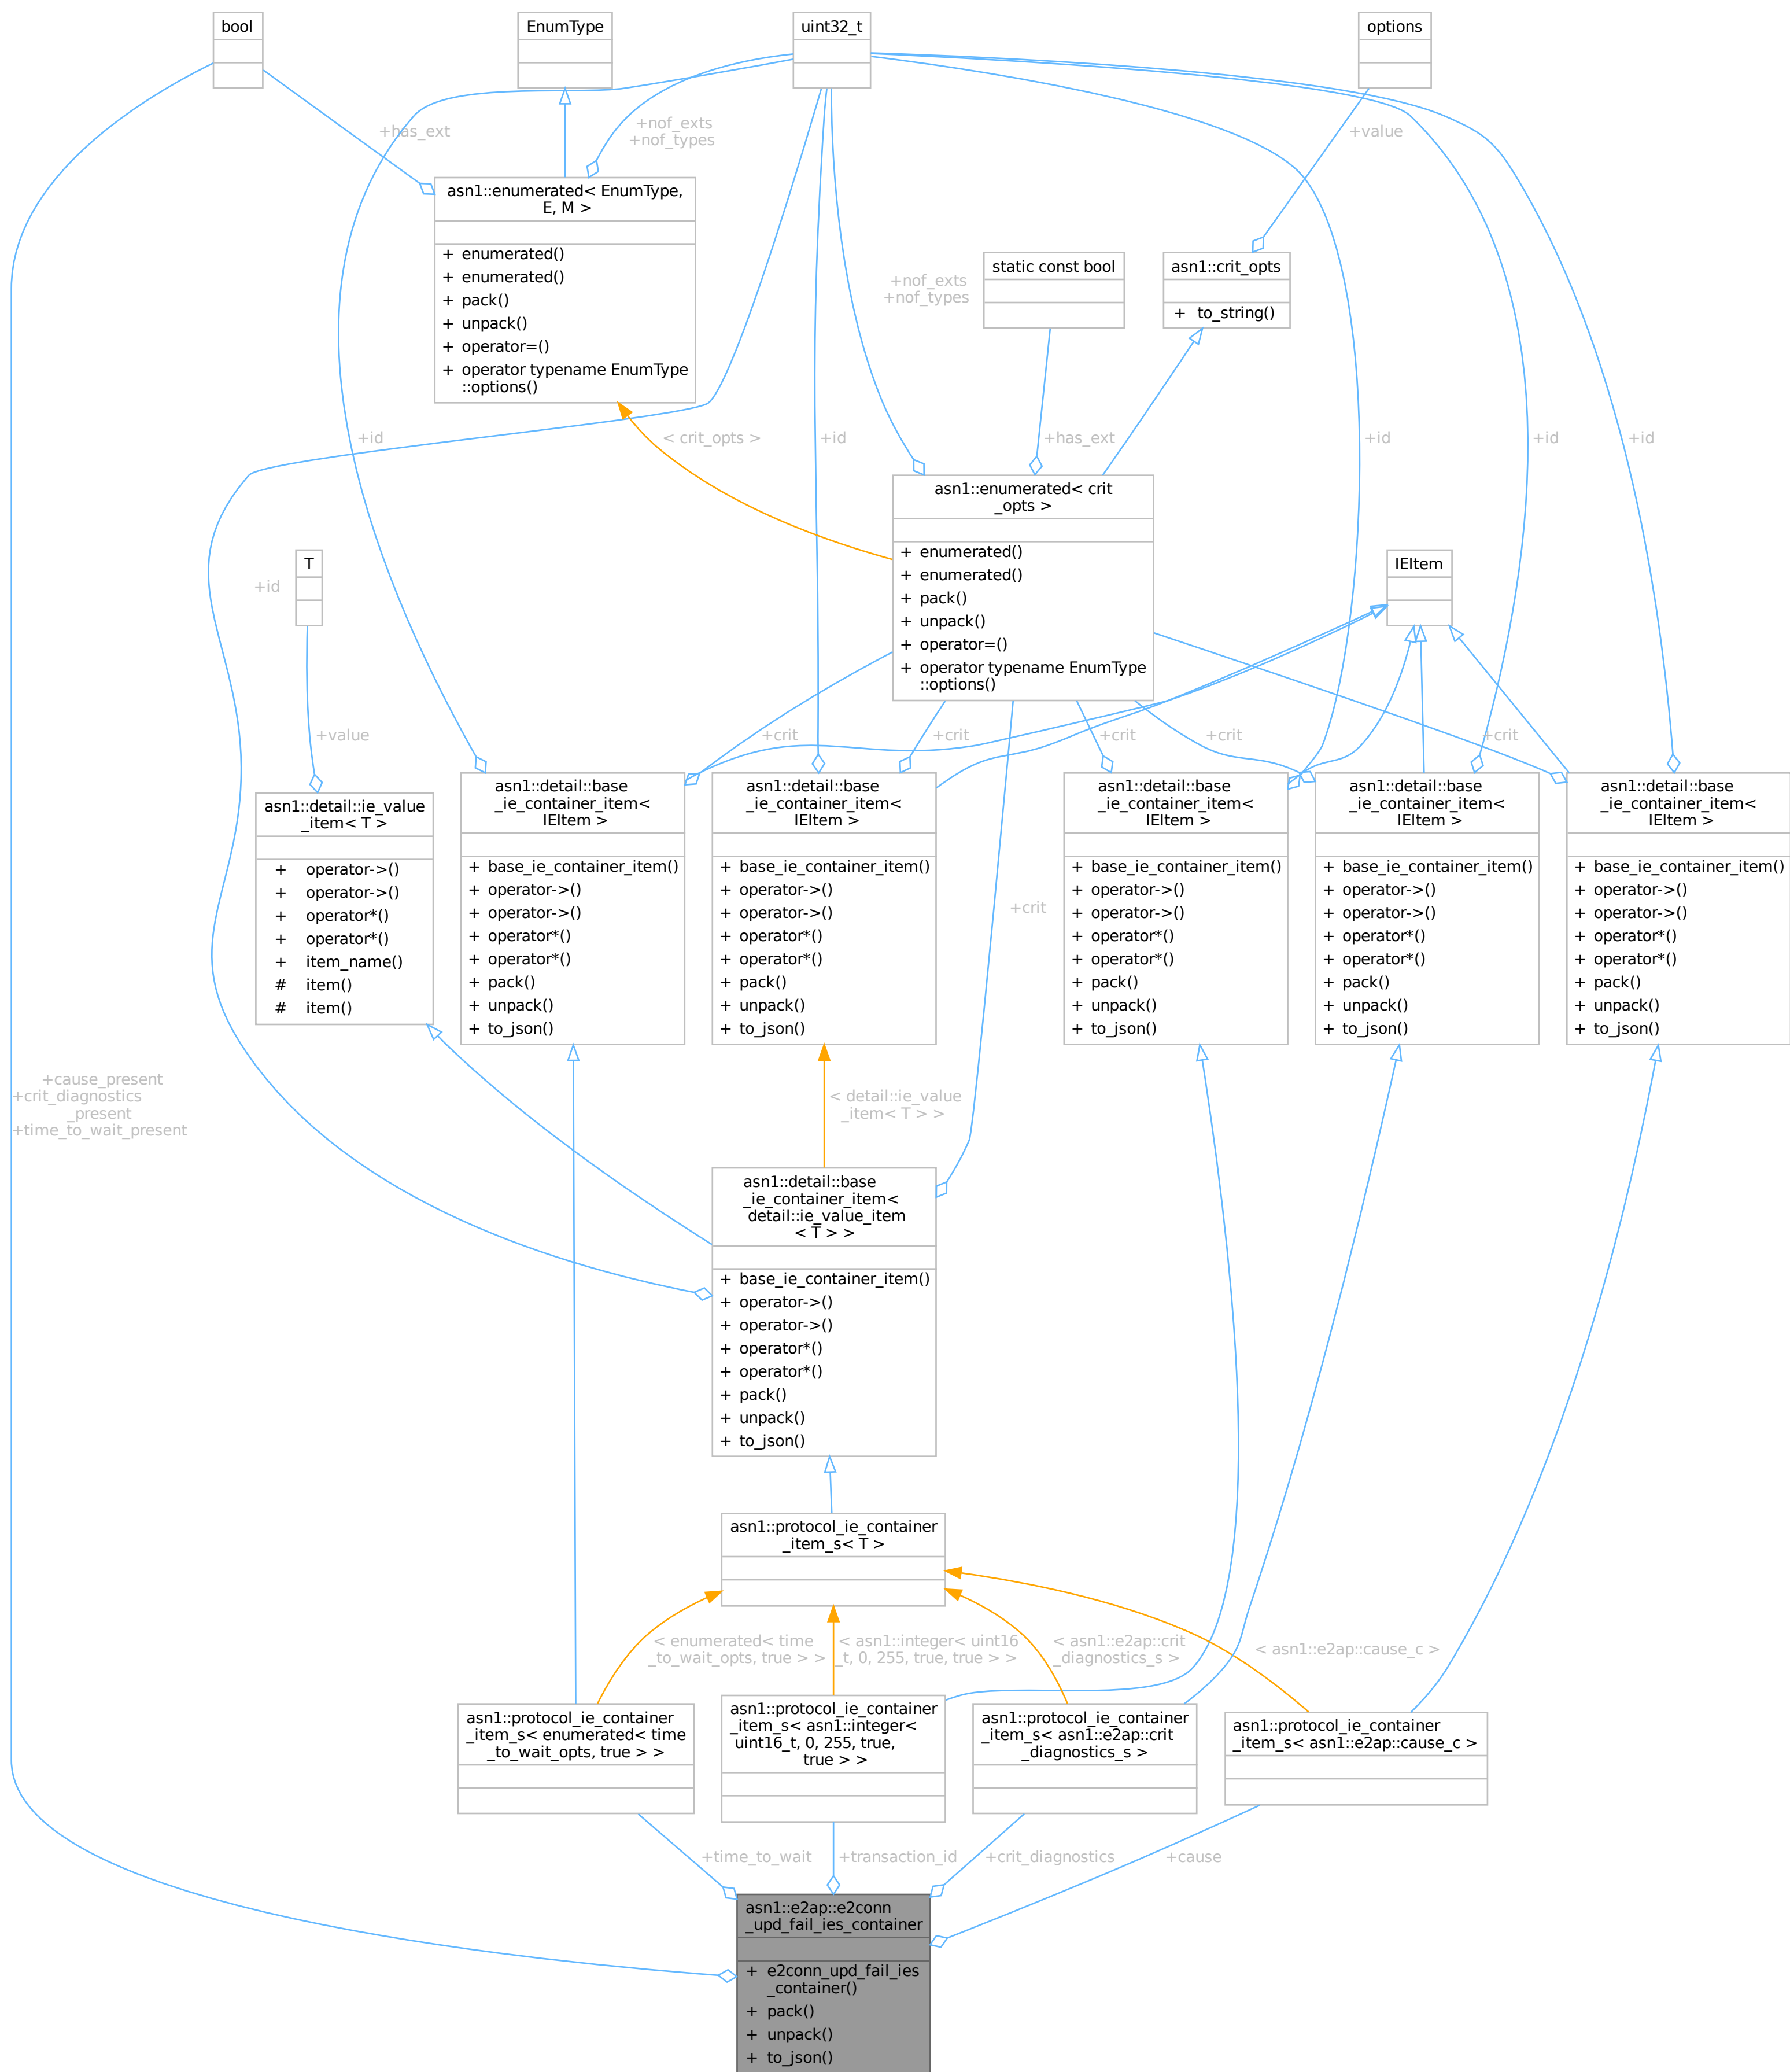 bool
EnumType
uint32_t
options
+has_ext
+nof_exts
+nof_types
+value
asn1::enumerated< EnumType,
E, M >
+ enumerated()
+ enumerated()
+ pack()
+ unpack()
+ operator=()
+ operator typename EnumType
::options()
+nof_exts
+nof_types
static const bool
asn1::crit_opts
+ to_string()
+id
< crit_opts >
+id
+has_ext
+id
+id
+id
asn1::enumerated< crit
_opts >
+ enumerated()
+ enumerated()
+ pack()
+ unpack()
+ operator=()
+ operator typename EnumType
::options()
+id
T
IEItem
+value
+crit
+crit
+crit
+crit
+crit
asn1::detail::ie_value
_item< T >
+ operator->()
+ operator->()
+ operator*()
+ operator*()
+ item_name()
# item()
# item()
asn1::detail::base
_ie_container_item<
IEItem >
+ base_ie_container_item()
+ operator->()
+ operator->()
+ operator*()
+ operator*()
+ pack()
+ unpack()
+ to_json()
asn1::detail::base
_ie_container_item<
IEItem >
+ base_ie_container_item()
+ operator->()
+ operator->()
+ operator*()
+ operator*()
+ pack()
+ unpack()
+ to_json()
+crit
asn1::detail::base
_ie_container_item<
IEItem >
+ base_ie_container_item()
+ operator->()
+ operator->()
+ operator*()
+ operator*()
+ pack()
+ unpack()
+ to_json()
asn1::detail::base
_ie_container_item<
IEItem >
+ base_ie_container_item()
+ operator->()
+ operator->()
+ operator*()
+ operator*()
+ pack()
+ unpack()
+ to_json()
asn1::detail::base
_ie_container_item<
IEItem >
+ base_ie_container_item()
+ operator->()
+ operator->()
+ operator*()
+ operator*()
+ pack()
+ unpack()
+ to_json()
+cause_present
+crit_diagnostics
_present
+time_to_wait_present
< detail::ie_value
_item< T > >
asn1::detail::base
_ie_container_item<
detail::ie_value_item
< T > >
+ base_ie_container_item()
+ operator->()
+ operator->()
+ operator*()
+ operator*()
+ pack()
+ unpack()
+ to_json()
asn1::protocol_ie_container
_item_s< T >
< enumerated< time
_to_wait_opts, true > >
< asn1::integer< uint16
_t, 0, 255, true, true > >
< asn1::e2ap::crit
_diagnostics_s >
< asn1::e2ap::cause_c >
asn1::protocol_ie_container
_item_s< enumerated< time
_to_wait_opts, true > >
asn1::protocol_ie_container
_item_s< asn1::integer<
uint16_t, 0, 255, true,
true > >
asn1::protocol_ie_container
_item_s< asn1::e2ap::crit
_diagnostics_s >
asn1::protocol_ie_container
_item_s< asn1::e2ap::cause_c >
+time_to_wait
+transaction_id
+crit_diagnostics
+cause
asn1::e2ap::e2conn
_upd_fail_ies_container
+ e2conn_upd_fail_ies
_container()
+ pack()
+ unpack()
+ to_json()